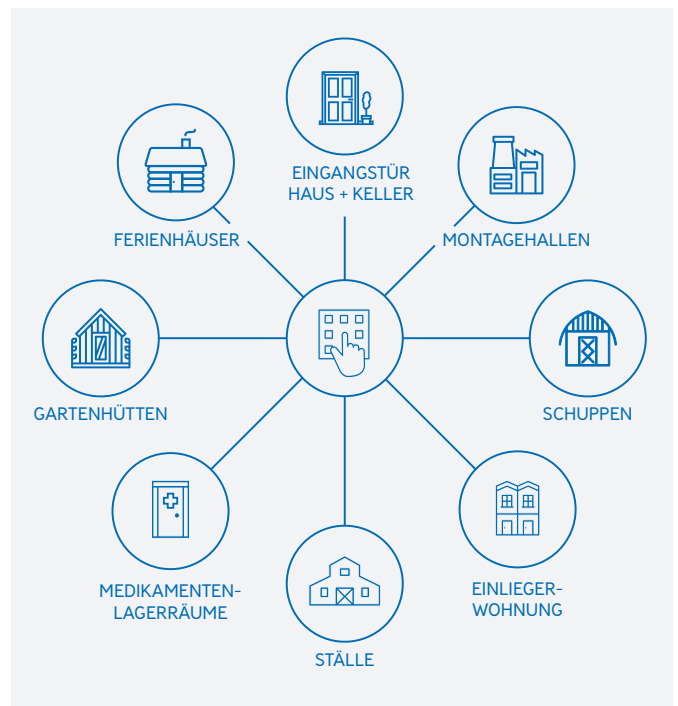 EINGANGSTÜR
HAUS + KELLER
FERIENHÄUSER
MONTAGEHALLEN
GARTENHÜTTEN
SCHUPPEN
MEDIKAMENTEN-
LAGERRÄUME
EINLIEGER-
WOHNUNG
STÄLLE